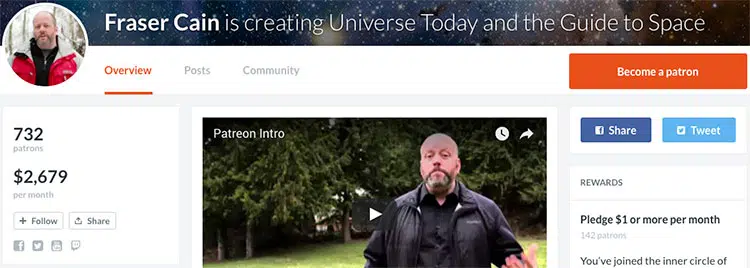 Fraser Cain is creating Universe Today and the Guide to Space
Overview
Posts
Community
Become a patron
732
patrons
$2,679
per month
+ Follow
Share
Patreon Intro
Share
Tweet
REWARDS
Pledge $1 or more per month
142 patrons
You've joined the inner circle of